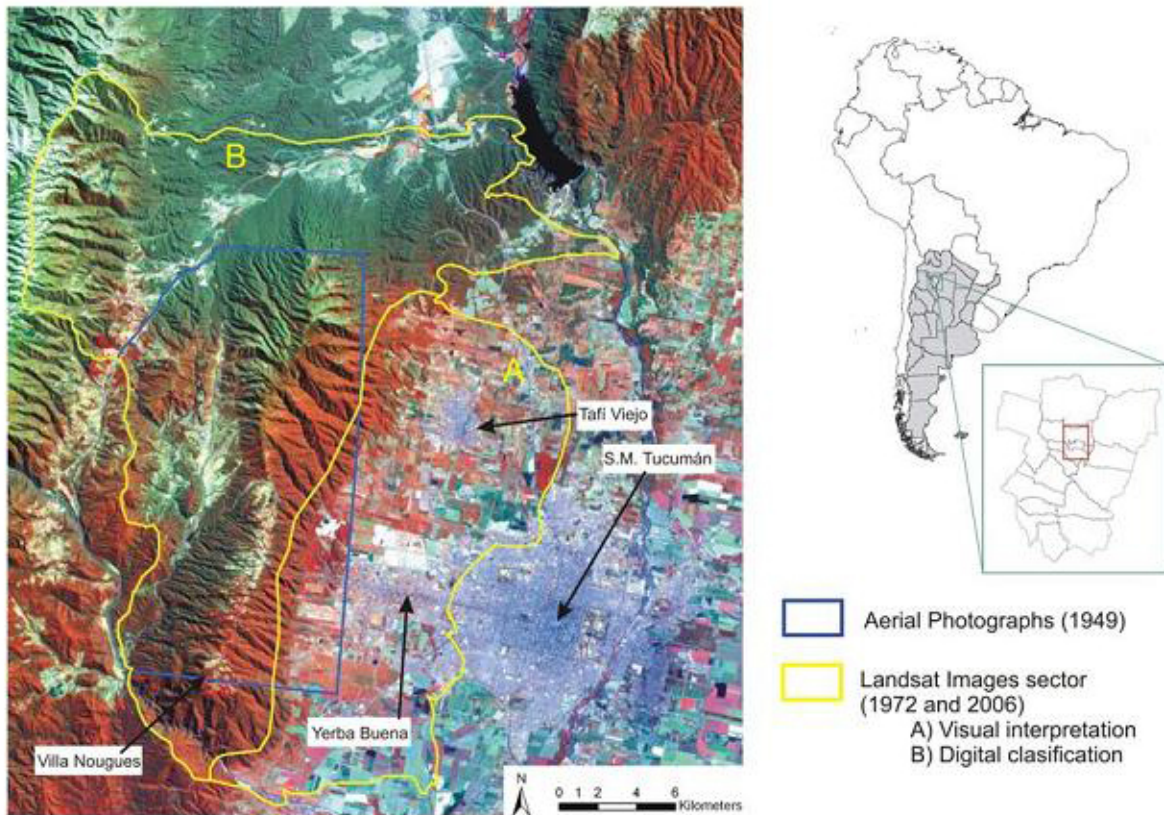 B
A
Tafí Viejo
S.M. Tucumán
Yerba Buena
Villa Nougues
N
0 1 2 4 6
Kilometers
Aerial Photographs (1949)
Landsat Images sector
(1972 and 2006)
A) Visual interpretation
B) Digital clasification